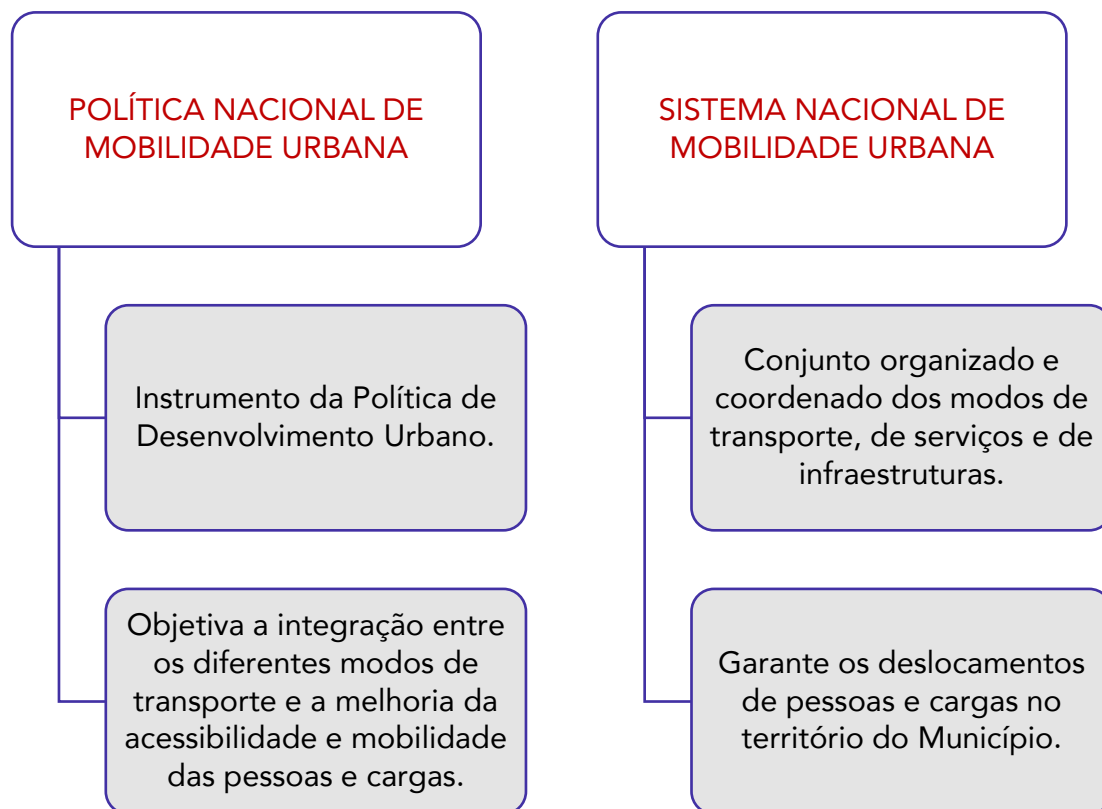 POLÍTICA NACIONAL DE
MOBILIDADE URBANA
Instrumento da Política de
Desenvolvimento Urbano.
Objetiva a integração entre
os diferentes modos de
transporte e a melhoria da
acessibilidade e mobilidade
das pessoas e cargas.
SISTEMA NACIONAL DE
MOBILIDADE URBANA
Conjunto organizado e
coordenado dos modos de
transporte, de serviços e de
infraestruturas.
Garante os deslocamentos
de pessoas e cargas no
território do Município.